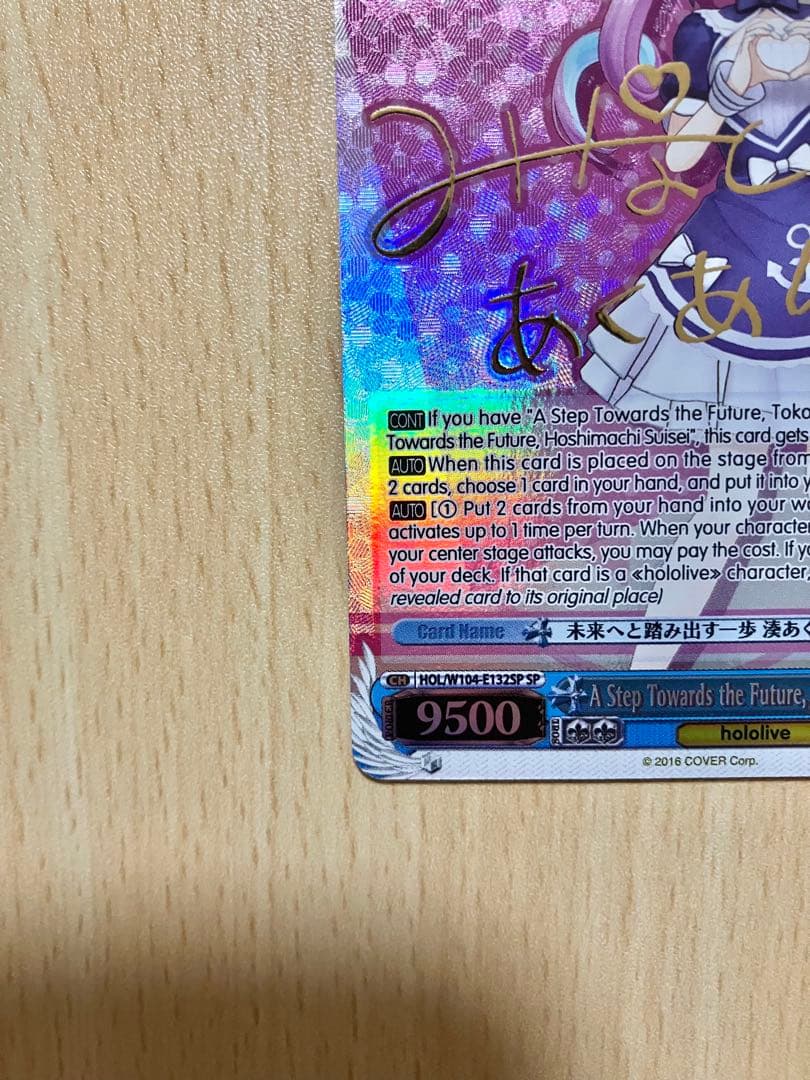 みなと
あくあ
CONT If you have "A Step Towards the Future, Toko
Towards the Future, Hoshimachi Suisei", this card gets
AUTO When this card is placed on the stage from
2 cards, choose 1 card in your hand, and put it into y
AUTO [① Put 2 cards from your hand into your w
activates up to 1 time per turn. When your character
your center stage attacks, you may pay the cost. If yo
of your deck. If that card is a «hololive» character,
revealed card to its original place)
Card Name 未来へと踏み出す一歩 湊あく
CH HOL/W104-E132SP SP
A Step Towards the Future,
POWER 9500 SOUL hololive
© 2016 COVER Corp.